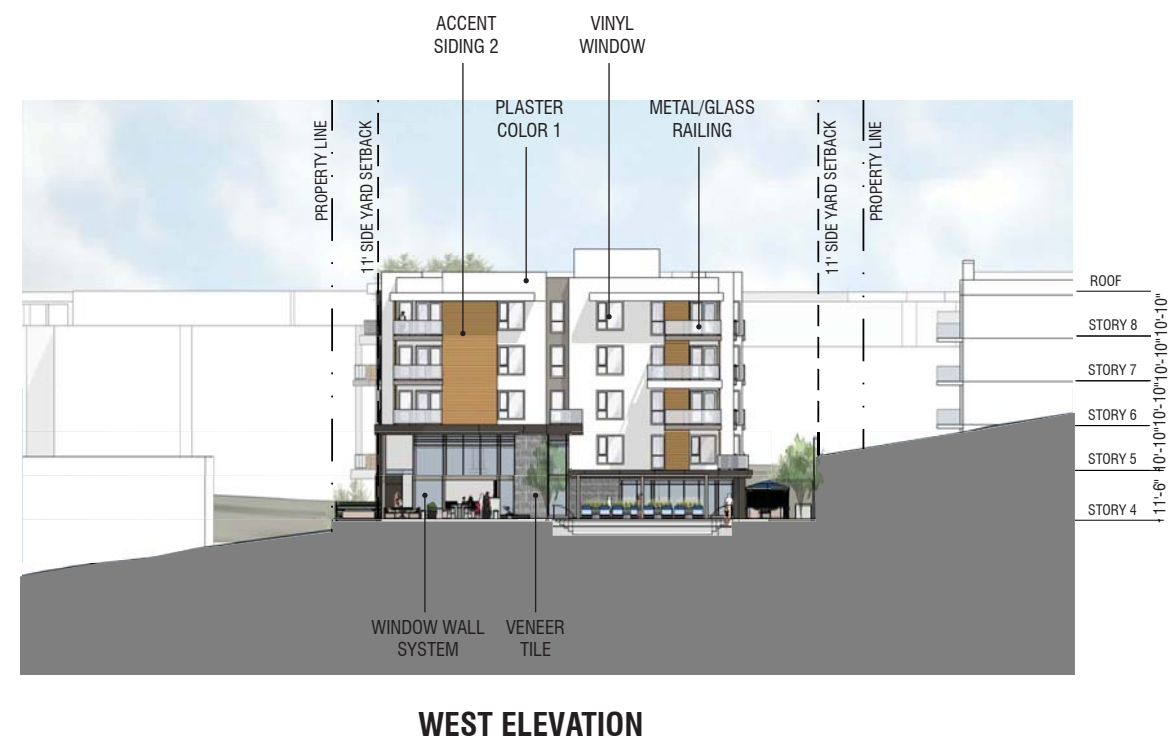 ACCENT
SIDING 2
VINYL
WINDOW
PLASTER
COLOR 1
METAL/GLASS
RAILING
PROPERTY LINE
11' SIDE YARD SETBACK
11' SIDE YARD SETBACK
PROPERTY LINE
ROOF
STORY 8
STORY 7
STORY 6
STORY 5
STORY 4
10'-10"
10'-10"
10'-10"
10'-10"
11'-6"
WINDOW WALL
SYSTEM
VENEER
TILE
WEST ELEVATION